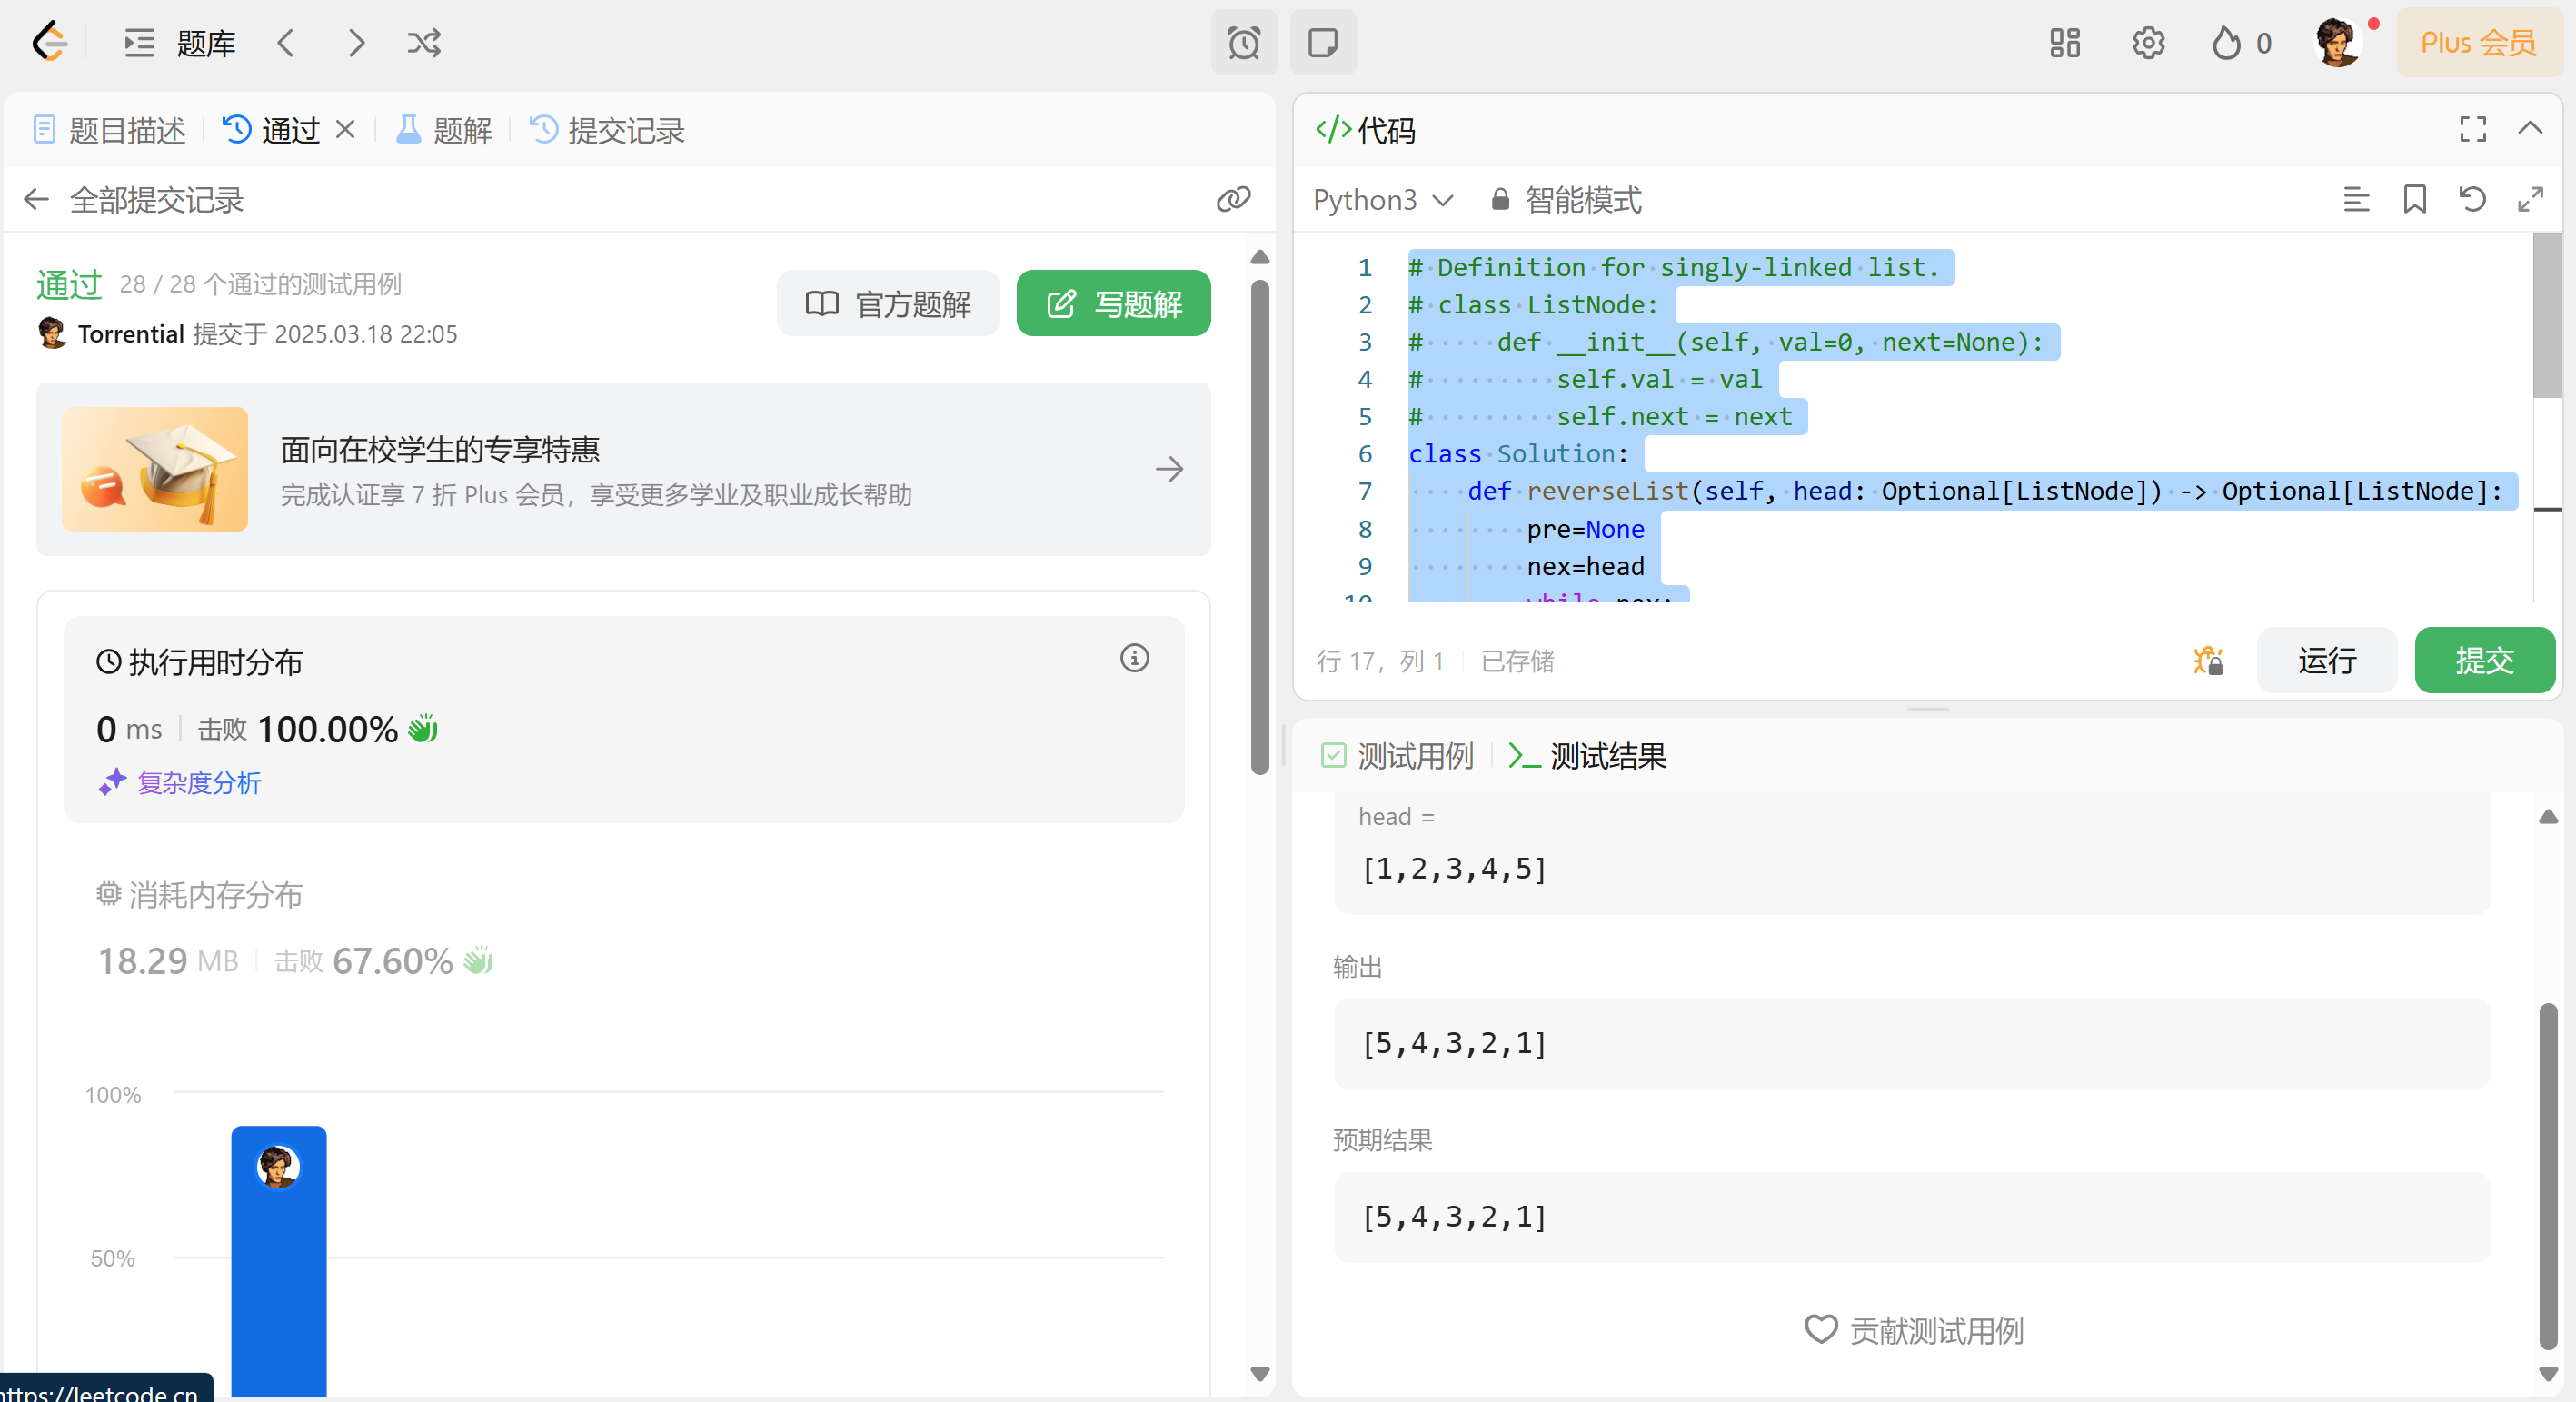 题库
0
Plus 会员
题目描述
通过
题解
提交记录
全部提交记录
通过 28 / 28 个通过的测试用例
Torrential 提交于 2025.03.18 22:05
官方题解
写题解
面向在校学生的专享特惠
完成认证享 7 折 Plus 会员，享受更多学业及职业成长帮助
执行用时分布
0 ms 击败 100.00%
复杂度分析
消耗内存分布
18.29 MB 击败 67.60%
100%
50%
https://leetcode.cn
代码
Python3 智能模式
1 # Definition for singly-linked list.
2 # class ListNode:
3 #     def __init__(self, val=0, next=None):
4 #         self.val = val
5 #         self.next = next
6 class Solution:
7     def reverseList(self, head: Optional[ListNode]) -> Optional[ListNode]:
8         pre=None
9         nex=head
10         while nex:
行 17，列 1 已存储
运行
提交
测试用例
测试结果
head =
[1,2,3,4,5]
输出
[5,4,3,2,1]
预期结果
[5,4,3,2,1]
贡献测试用例